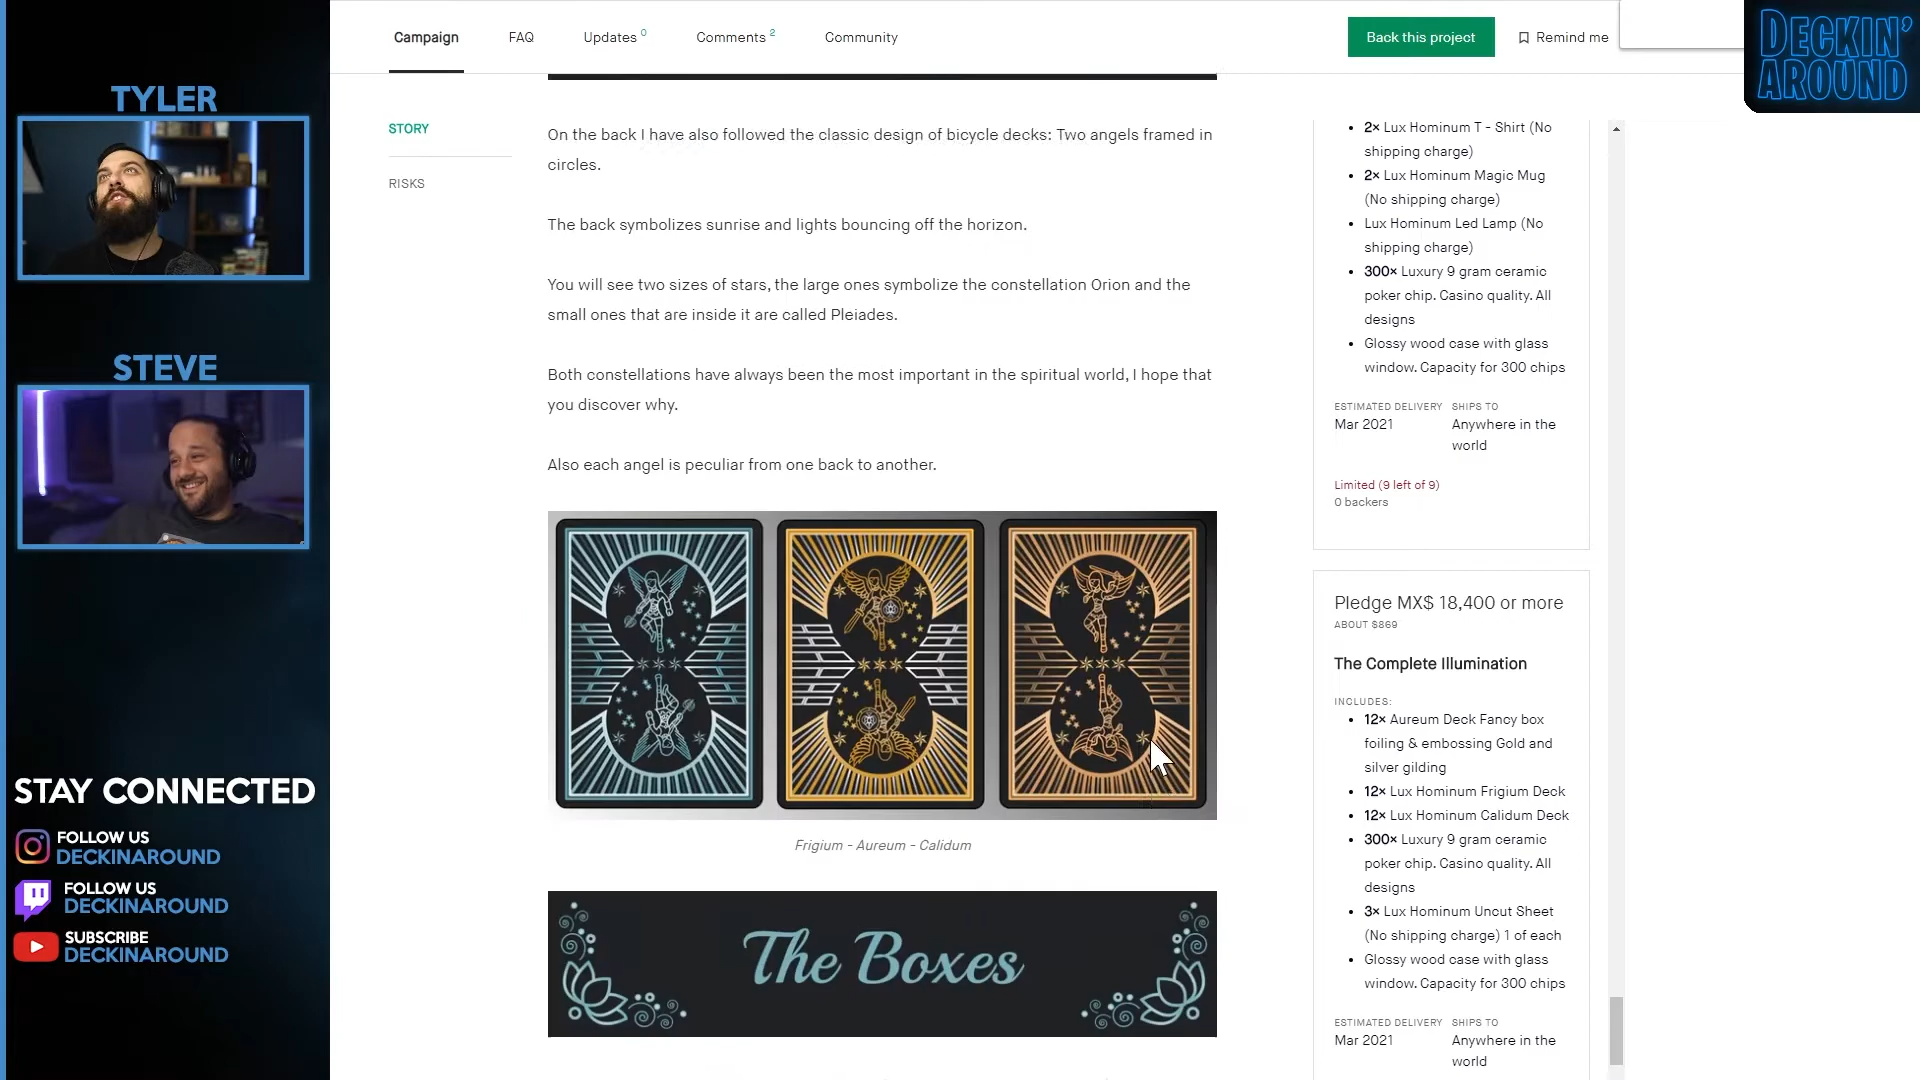 Campaign
FAQ
Updates 0
Comments 2
Community
Back this project
Remind me
DECKIN'
AROUND
TYLER
STEVE
STAY CONNECTED
FOLLOW US
DECKINAROUND
FOLLOW US
DECKINAROUND
SUBSCRIBE
DECKINAROUND
STORY
RISKS
On the back I have also followed the classic design of bicycle decks: Two angels framed in
circles.
The back symbolizes sunrise and lights bouncing off the horizon.
You will see two sizes of stars, the large ones symbolize the constellation Orion and the
small ones that are inside it are called Pleiades.
Both constellations have always been the most important in the spiritual world, I hope that
you discover why.
Also each angel is peculiar from one back to another.
Frigium - Aureum - Calidum
The Boxes
2× Lux Hominum T - Shirt (No
shipping charge)
2× Lux Hominum Magic Mug
(No shipping charge)
Lux Hominum Led Lamp (No
shipping charge)
300× Luxury 9 gram ceramic
poker chip. Casino quality. All
designs
Glossy wood case with glass
window. Capacity for 300 chips
ESTIMATED DELIVERY
Mar 2021
SHIPS TO
Anywhere in the
world
Limited (9 left of 9)
0 backers
Pledge MX$ 18,400 or more
ABOUT $869
The Complete Illumination
INCLUDES:
12× Aureum Deck Fancy box
foiling & embossing Gold and
silver gilding
12× Lux Hominum Frigium Deck
12× Lux Hominum Calidum Deck
300× Luxury 9 gram ceramic
poker chip. Casino quality. All
designs
3× Lux Hominum Uncut Sheet
(No shipping charge) 1 of each
Glossy wood case with glass
window. Capacity for 300 chips
ESTIMATED DELIVERY
Mar 2021
SHIPS TO
Anywhere in the
world